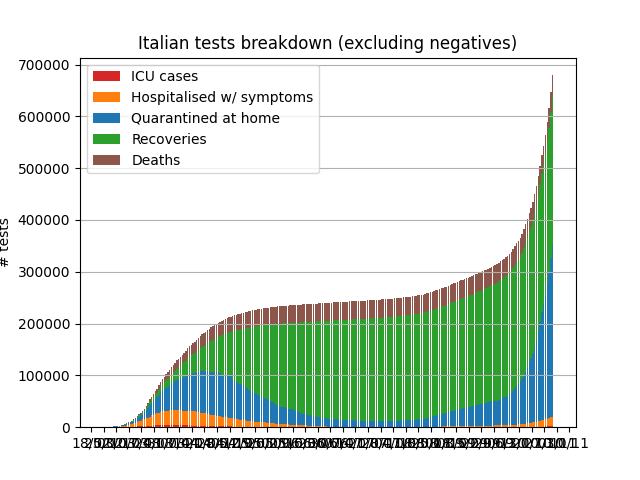 Italian tests breakdown (excluding negatives)
700000
600000
500000
400000
300000
200000
100000
0
# tests
ICU cases
Hospitalised w/ symptoms
Quarantined at home
Recoveries
Deaths